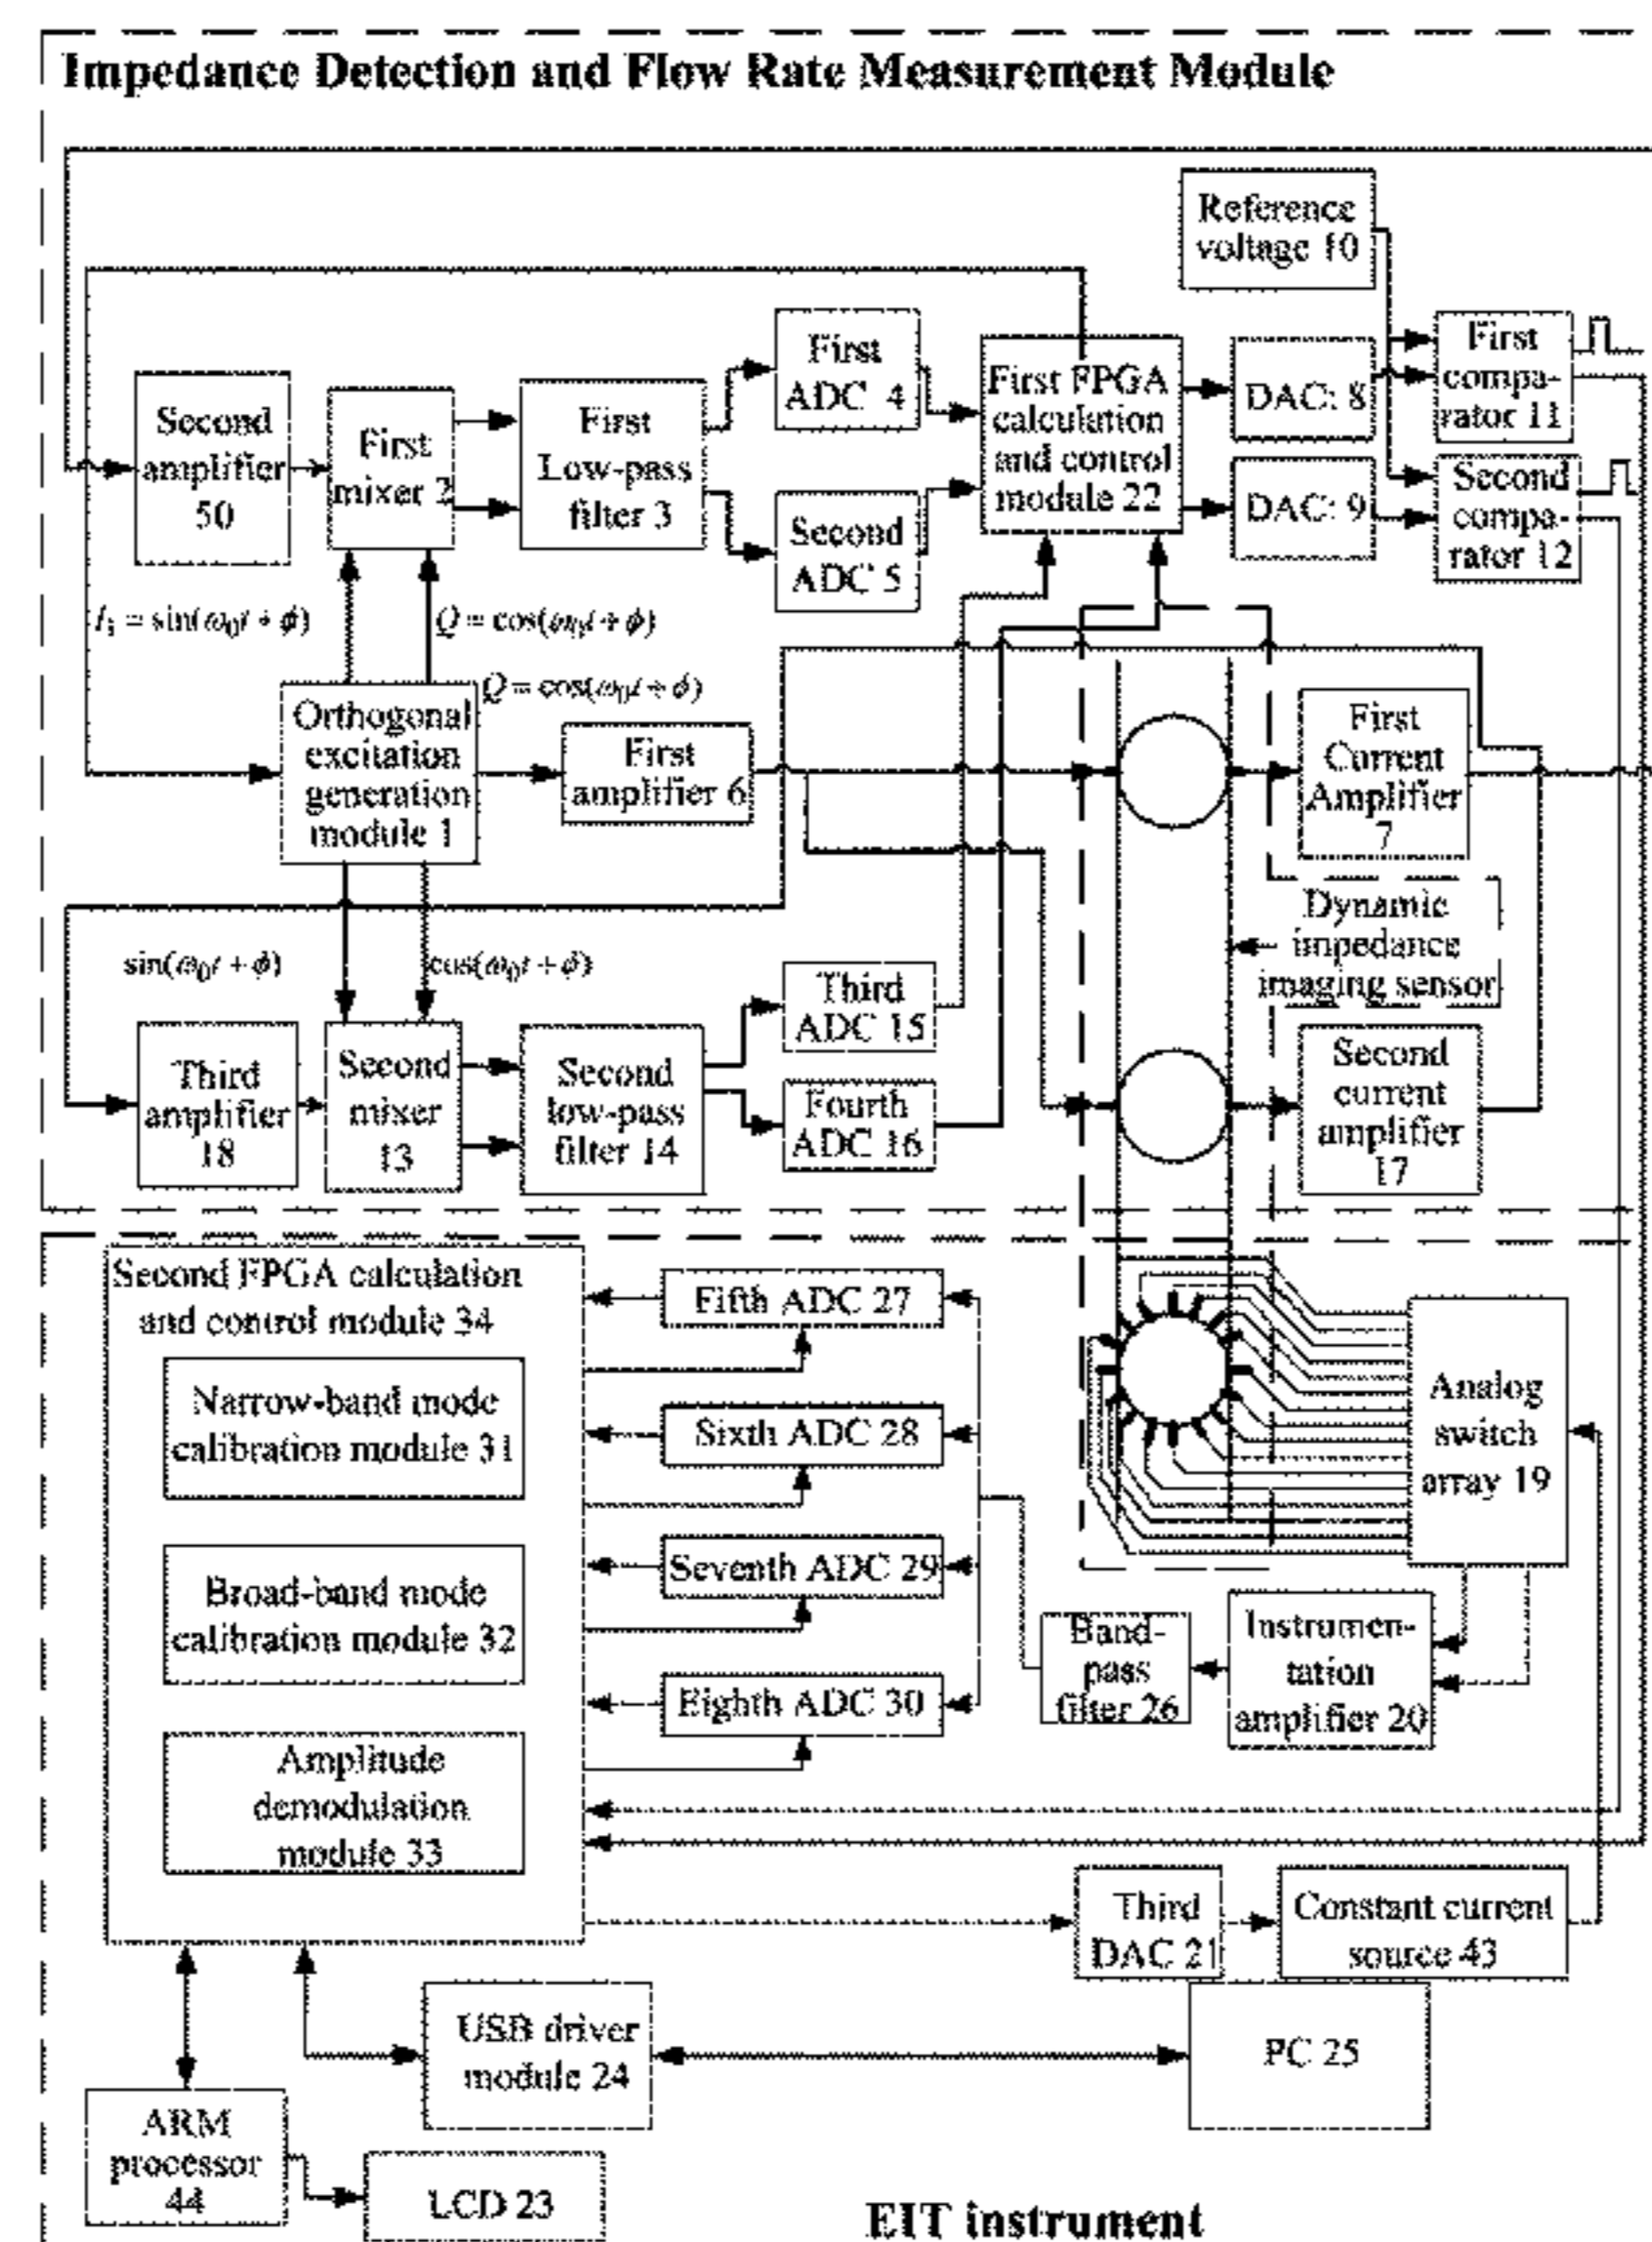 Impedance Detection and Flow Rate Measurement Module
Reference
voltage 10
First
ADC 4
First FPGA
calculation
and control
module 22
DAC: 8
First
compa-
rator 11
Second
amplifier
50
First
mixer 2
First
Low-pass
filter 3
Second
ADC 5
DAC: 9
Second
compa-
rator 12
= sin(ω₀t + ϕ)
Q = cos(ω₀t + ϕ)
Q = cos(ω₀t + ϕ)
Orthogonal
excitation
generation
module 1
First
amplifier 6
First
Current
Amplifier
7
Dynamic
impedance
imaging sensor
sin(ω₀t + ϕ)
cos(ω₀t + ϕ)
Third
ADC 15
Third
amplifier
18
Second
mixer
13
Second
low-pass
filter 14
Fourth
ADC 16
Second
current
amplifier
17
Second FPGA calculation
and control module 34
Fifth ADC 27
Narrow-band mode
calibration module 31
Sixth ADC 28
Analog
switch
array 19
Seventh ADC 29
Broad-band mode
calibration module 32
Band-
pass
filter 26
Instrumen-
tation
amplifier 20
Eighth ADC 30
Amplitude
demodulation
module 33
Third
DAC 21
Constant current
source 43
USB driver
module 24
PC 25
ARM
processor
44
LCD 23
EIT instrument